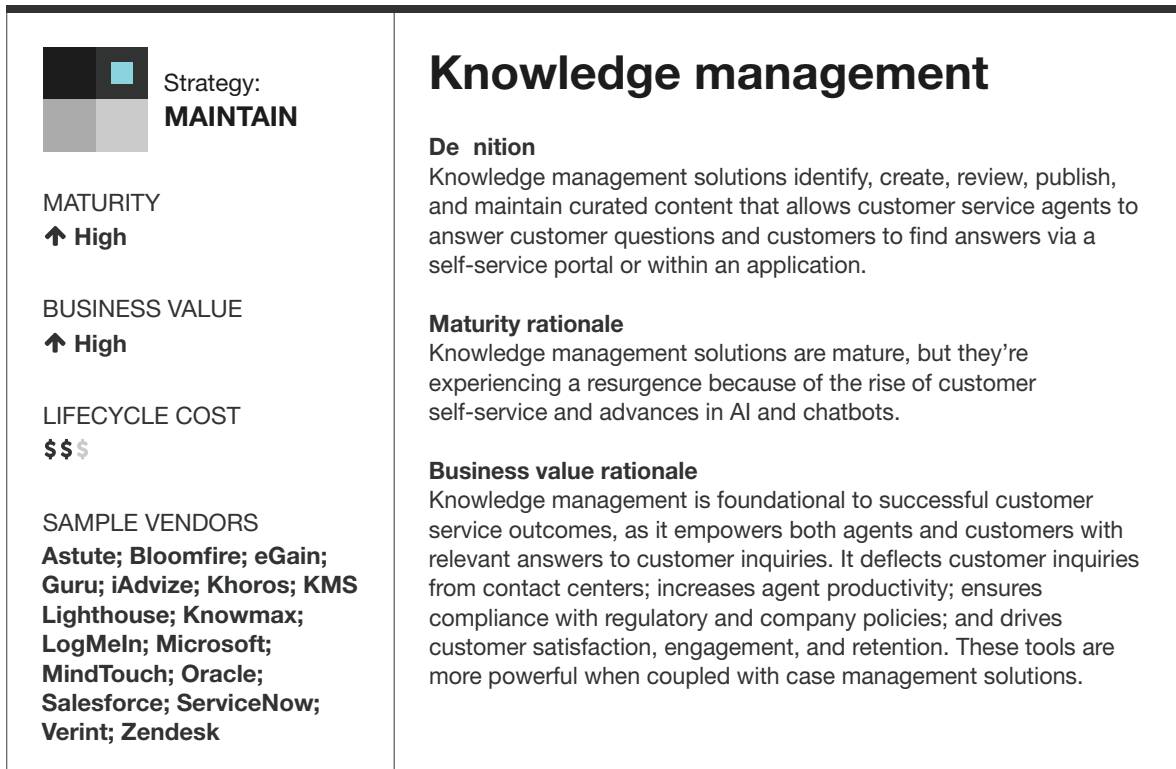 Strategy:
MAINTAIN
MATURITY
↑ High
BUSINESS VALUE
↑ High
LIFECYCLE COST
$$$
SAMPLE VENDORS
Astute; Bloomfire; eGain;
Guru; iAdvize; Khoros; KMS
Lighthouse; Knowmax;
LogMeIn; Microsoft;
MindTouch; Oracle;
Salesforce; ServiceNow;
Verint; Zendesk
Knowledge management
De nition
Knowledge management solutions identify, create, review, publish,
and maintain curated content that allows customer service agents to
answer customer questions and customers to find answers via a
self-service portal or within an application.
Maturity rationale
Knowledge management solutions are mature, but they’re
experiencing a resurgence because of the rise of customer
self-service and advances in AI and chatbots.
Business value rationale
Knowledge management is foundational to successful customer
service outcomes, as it empowers both agents and customers with
relevant answers to customer inquiries. It deflects customer inquiries
from contact centers; increases agent productivity; ensures
compliance with regulatory and company policies; and drives
customer satisfaction, engagement, and retention. These tools are
more powerful when coupled with case management solutions.